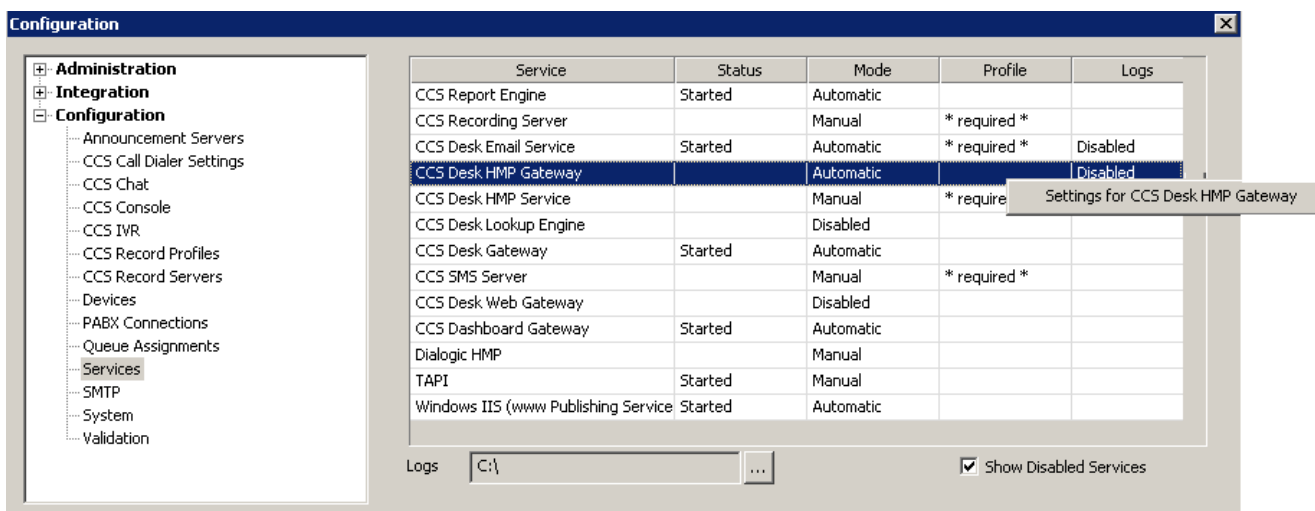 Configuration
Administration
Integration
Configuration
Announcement Servers
CCS Call Dialer Settings
CCS Chat
CCS Console
CCS IVR
CCS Record Profiles
CCS Record Servers
Devices
PABX Connections
Queue Assignments
Services
SMTP
System
Validation
Service Status Mode Profile Logs
CCS Report Engine Started Automatic
CCS Recording Server Manual * required *
CCS Desk Email Service Started Automatic * required * Disabled
CCS Desk HMP Gateway Automatic Disabled
CCS Desk HMP Service Manual * require
Settings for CCS Desk HMP Gateway
CCS Desk Lookup Engine Disabled
CCS Desk Gateway Started Automatic
CCS SMS Server Manual * required *
CCS Desk Web Gateway Disabled
CCS Dashboard Gateway Started Automatic
Dialogic HMP Manual
TAPI Started Manual
Windows IIS (www Publishing Service Started Automatic
Logs C:\ ... Show Disabled Services